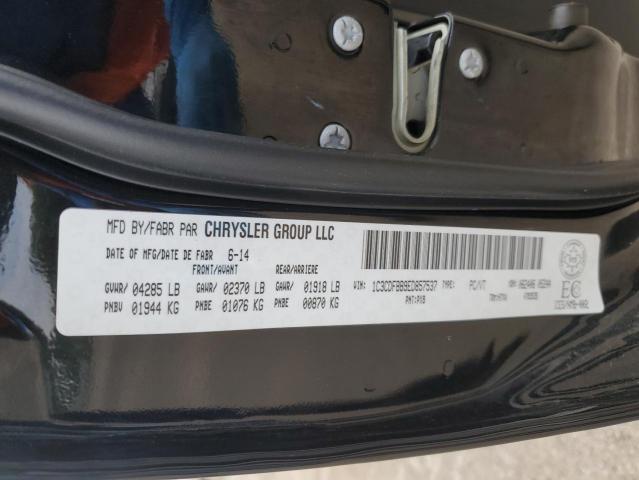 MFD BY/FABR PAR CHRYSLER GROUP LLC
DATE OF MFG/DATE DE FABR 6-14
FRONT/AVANT REAR/ARRIERE
GVWR/04285 LB GAWR/02370 LB GAWR/01918 LB
PNBV 01944 KG PNBE 01076 KG PNBE 00870 KG
VIN: 1C3CDFBB9ED857537 TYPE: PC/VT
PNT:PXB
EC